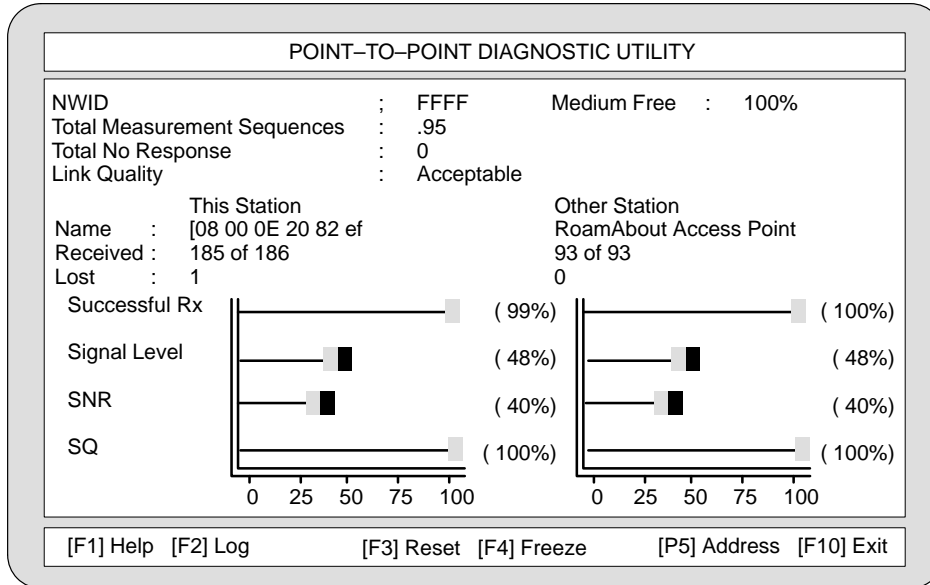 POINT–TO–POINT DIAGNOSTIC UTILITY
NWID ; FFFF Medium Free : 100%
Total Measurement Sequences : .95
Total No Response : 0
Link Quality : Acceptable
This Station Other Station
Name : [08 00 0E 20 82 ef RoamAbout Access Point
Received : 185 of 186 93 of 93
Lost : 1 0
Successful Rx ( 99%) ( 100%)
Signal Level ( 48%) ( 48%)
SNR ( 40%) ( 40%)
SQ ( 100%) ( 100%)
0 25 50 75 100 0 25 50 75 100
[F1] Help [F2] Log [F3] Reset [F4] Freeze [P5] Address [F10] Exit